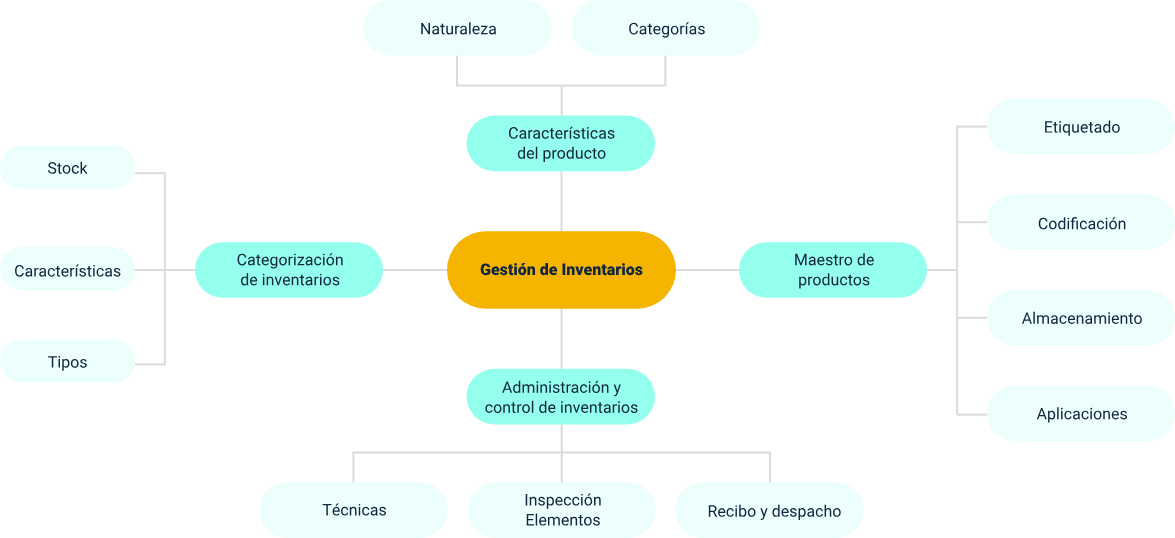 Naturaleza
Categorías
Características
del producto
Etiquetado
Stock
Codificación
Categorización
de inventarios
Gestión de Inventarios
Maestro de
productos
Características
Almacenamiento
Tipos
Administración y
control de inventarios
Aplicaciones
Técnicas
Inspección
Elementos
Recibo y despacho